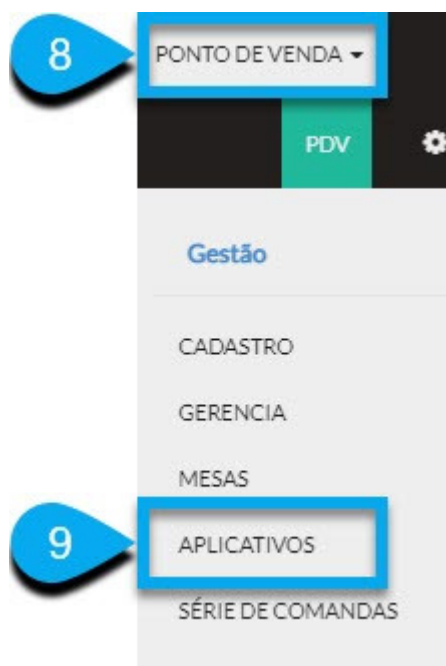 8
PONTO DE VENDA
PDV
Gestão
CADASTRO
GERENCIA
MESAS
9
APLICATIVOS
SÉRIE DE COMANDAS